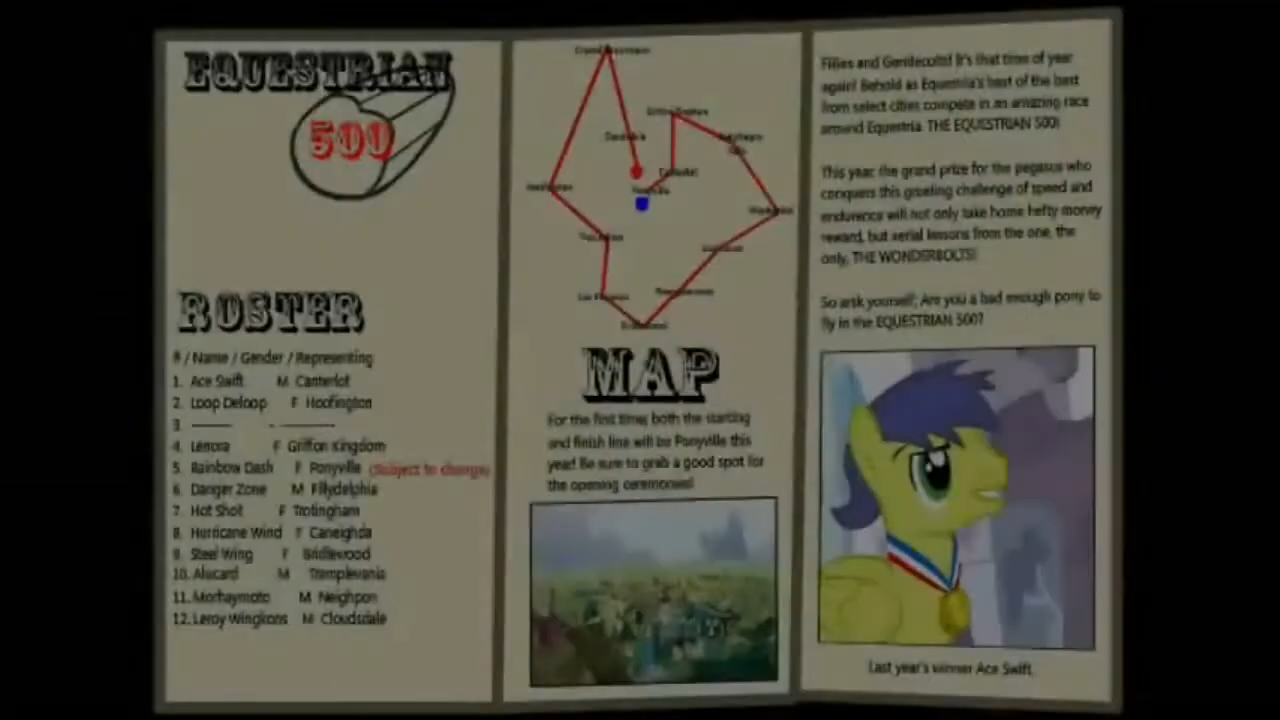 EQUESTRIAN
500
ROSTER
# / Name / Gender / Representing
1. Ace Swift M Canterlot
2. Loop Deloop F Hoofington
3. ------- - -----------
4. Lenora F Griffon Kingdom
5. Rainbow Dash F Ponyville (Subject to change)
6. Danger Zone M Fillydelphia
7. Hot Shot F Trotingham
8. Hurricane Wind F Caneighda
9. Steel Wing F Bridlewood
10. Alucard M Tramplevania
11. Morhaymoto M Neighpon
12. Leroy Wingkons M Cloudsdale
MAP
For the first time, both the starting
and finish line will be Ponyville this
year! Be sure to grab a good spot for
the opening ceremonies!
Fillies and Gentlecolts! It's that time of year
again! Behold as Equestria's best of the best
from select cities compete in an amazing race
around Equestria. THE EQUESTRIAN 500!
This year, the grand prize for the pegasus who
conquers this grueling challenge of speed and
endurence will not only take home hefty money
reward, but aerial lessons from the one, the
only, THE WONDERBOLTS!
So ask yourself; Are you a bad enough pony to
fly in the EQUESTRIAN 500?
Last year's winner Ace Swift.